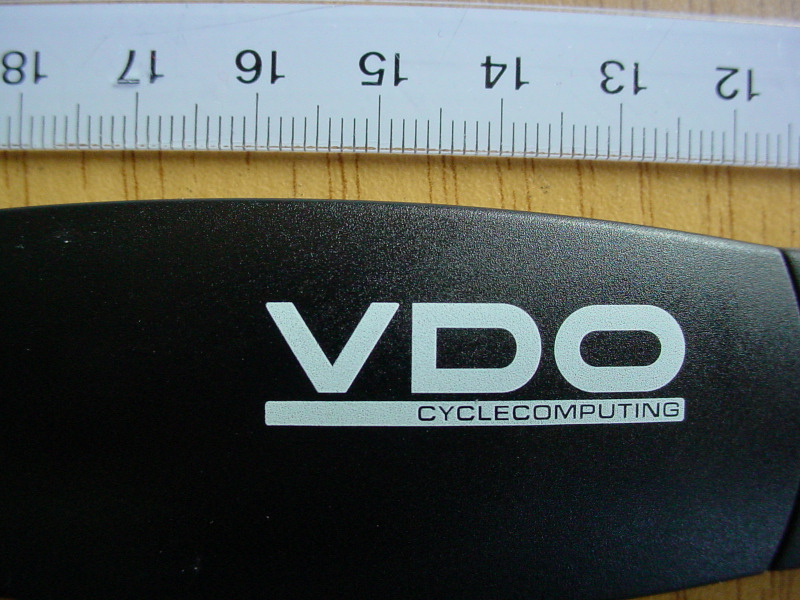 18 17 16 15 14 13 12
VDO
CYCLECOMPUTING